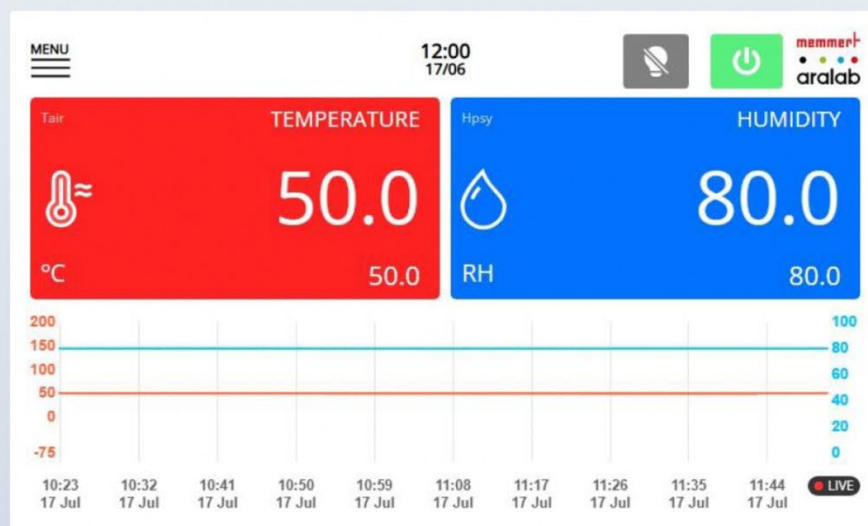 MENU
12:00
17/06
memmert
aralab
Tair
TEMPERATURE
50.0
°C
50.0
Hpsy
HUMIDITY
80.0
RH
80.0
200
150
100
50
0
-75
100
80
60
40
20
0
10:23
17 Jul
10:32
17 Jul
10:41
17 Jul
10:50
17 Jul
10:59
17 Jul
11:08
17 Jul
11:17
17 Jul
11:26
17 Jul
11:35
17 Jul
11:44
17 Jul
LIVE